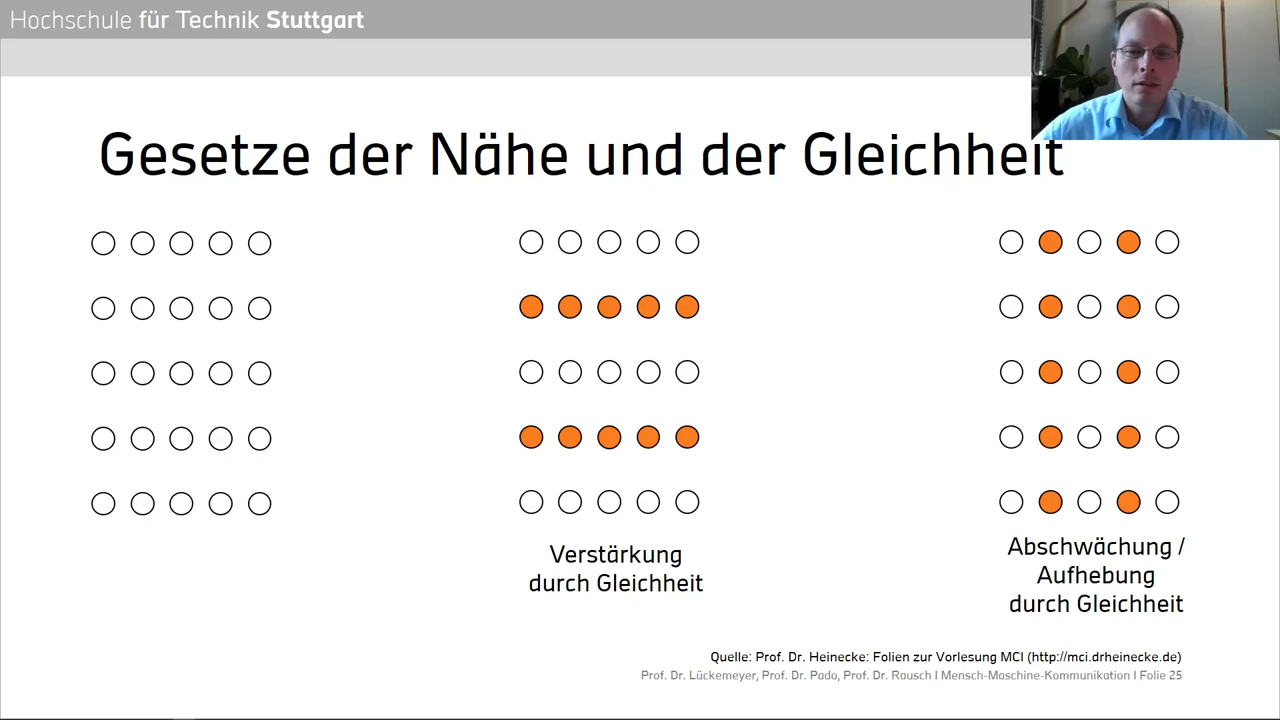 Hochschule für Technik Stuttgart
Gesetze der Nähe und der Gleichheit
Verstärkung
durch Gleichheit
Abschwächung /
Aufhebung
durch Gleichheit
Quelle: Prof. Dr. Heinecke: Folien zur Vorlesung MCI (http://mci.drheinecke.de)
Prof. Dr. Lückemeyer, Prof. Dr. Pado, Prof. Dr. Rausch I Mensch-Maschine-Kommunikation I Folie 25